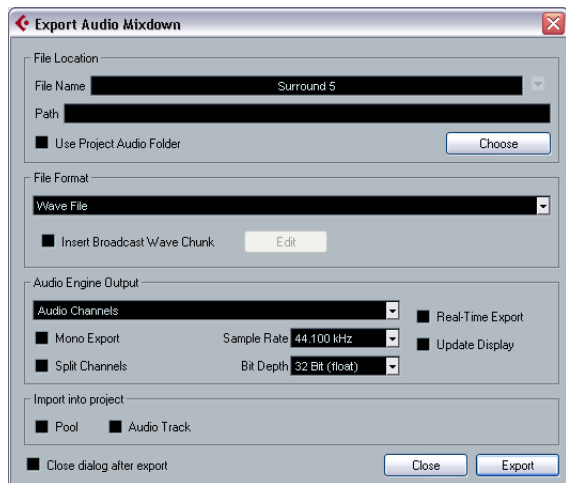 Export Audio Mixdown
File Location
File Name Surround 5
Path
Use Project Audio Folder Choose
File Format
Wave File
Insert Broadcast Wave Chunk Edit
Audio Engine Output
Audio Channels
Real-Time Export
Mono Export Sample Rate 44.100 kHz
Update Display
Split Channels Bit Depth 32 Bit (float)
Import into project
Pool Audio Track
Close dialog after export Close Export